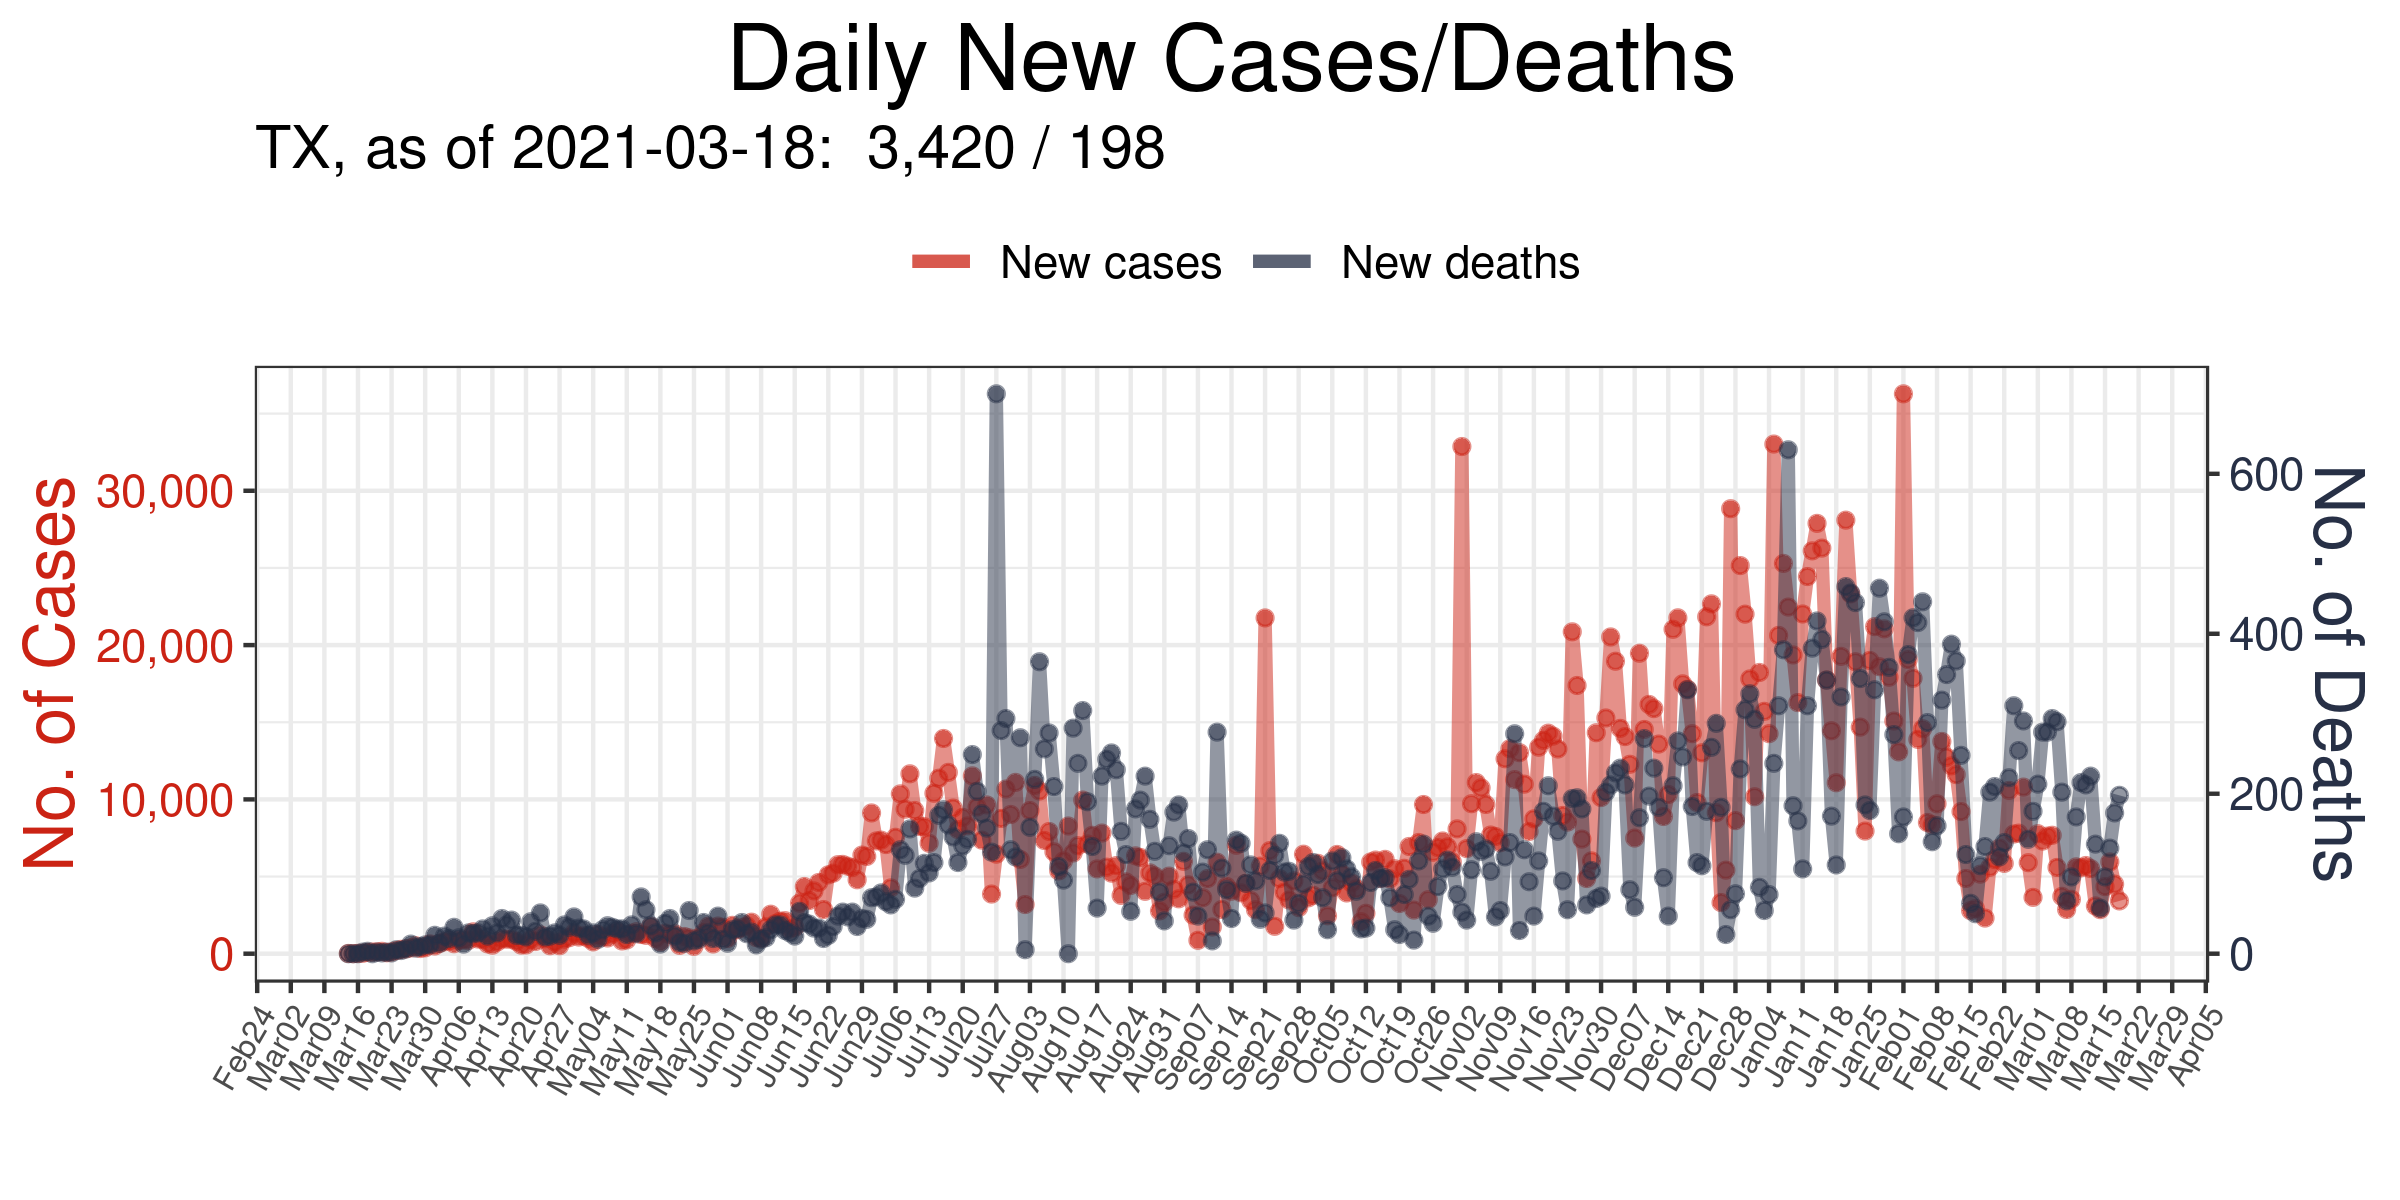 Daily New Cases/Deaths
TX, as of 2021-03-18:  3,420 / 198
New cases
New deaths
No. of Cases
30,000
20,000
10,000
0
600
400
200
0
No. of Deaths
Feb24
Mar02
Mar09
Mar16
Mar23
Mar30
Apr06
Apr13
Apr20
Apr27
May04
May11
May18
May25
Jun01
Jun08
Jun15
Jun22
Jun29
Jul06
Jul13
Jul20
Jul27
Aug03
Aug10
Aug17
Aug24
Aug31
Sep07
Sep14
Sep21
Sep28
Oct05
Oct12
Oct19
Oct26
Nov02
Nov09
Nov16
Nov23
Nov30
Dec07
Dec14
Dec21
Dec28
Jan04
Jan11
Jan18
Jan25
Feb01
Feb08
Feb15
Feb22
Mar01
Mar08
Mar15
Mar22
Mar29
Apr05